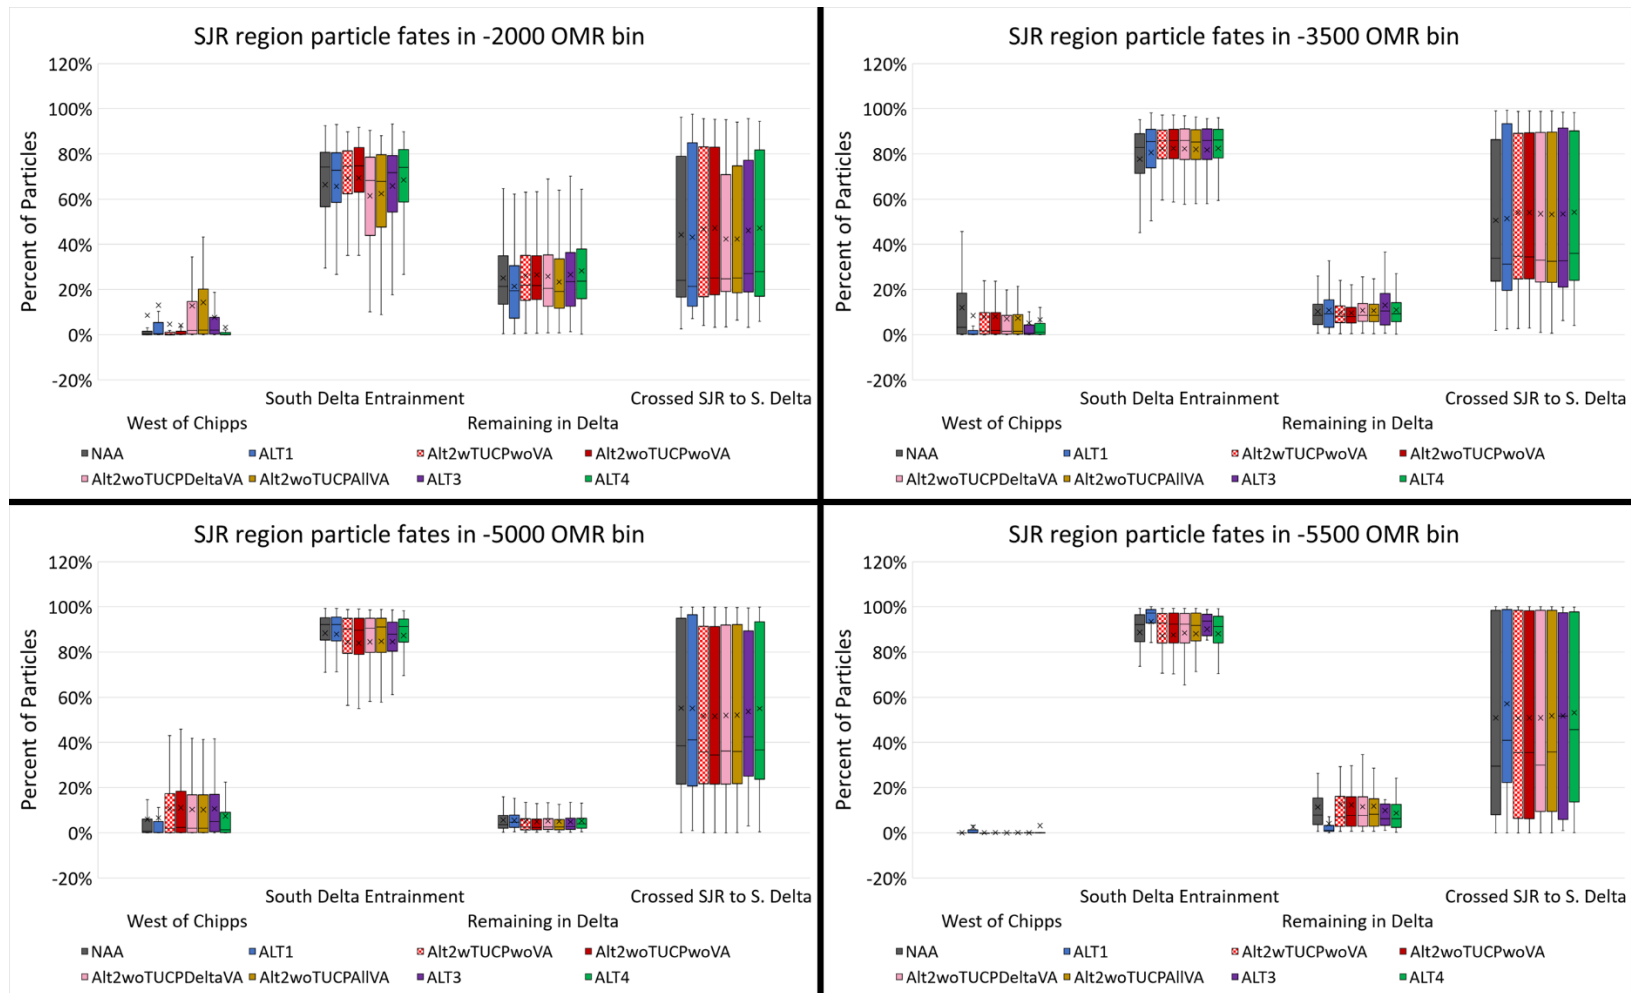 SJR region particle fates in -2000 OMR bin
Percent of Particles
120%
100%
80%
60%
40%
20%
0%
-20%
South Delta Entrainment
Crossed SJR to S. Delta
West of Chipps
Remaining in Delta
NAA ALT1 Alt2wTUCPwoVA Alt2woTUCPwoVA
Alt2woTUCPDeltaVA Alt2woTUCPAllVA ALT3 ALT4
SJR region particle fates in -3500 OMR bin
Percent of Particles
120%
100%
80%
60%
40%
20%
0%
-20%
South Delta Entrainment
Crossed SJR to S. Delta
West of Chipps
Remaining in Delta
NAA ALT1 Alt2wTUCPwoVA Alt2woTUCPwoVA
Alt2woTUCPDeltaVA Alt2woTUCPAllVA ALT3 ALT4
SJR region particle fates in -5000 OMR bin
Percent of Particles
120%
100%
80%
60%
40%
20%
0%
-20%
South Delta Entrainment
Crossed SJR to S. Delta
West of Chipps
Remaining in Delta
NAA ALT1 Alt2wTUCPwoVA Alt2woTUCPwoVA
Alt2woTUCPDeltaVA Alt2woTUCPAllVA ALT3 ALT4
SJR region particle fates in -5500 OMR bin
Percent of Particles
120%
100%
80%
60%
40%
20%
0%
-20%
South Delta Entrainment
Crossed SJR to S. Delta
West of Chipps
Remaining in Delta
NAA ALT1 Alt2wTUCPwoVA Alt2woTUCPwoVA
Alt2woTUCPDeltaVA Alt2woTUCPAllVA ALT3 ALT4